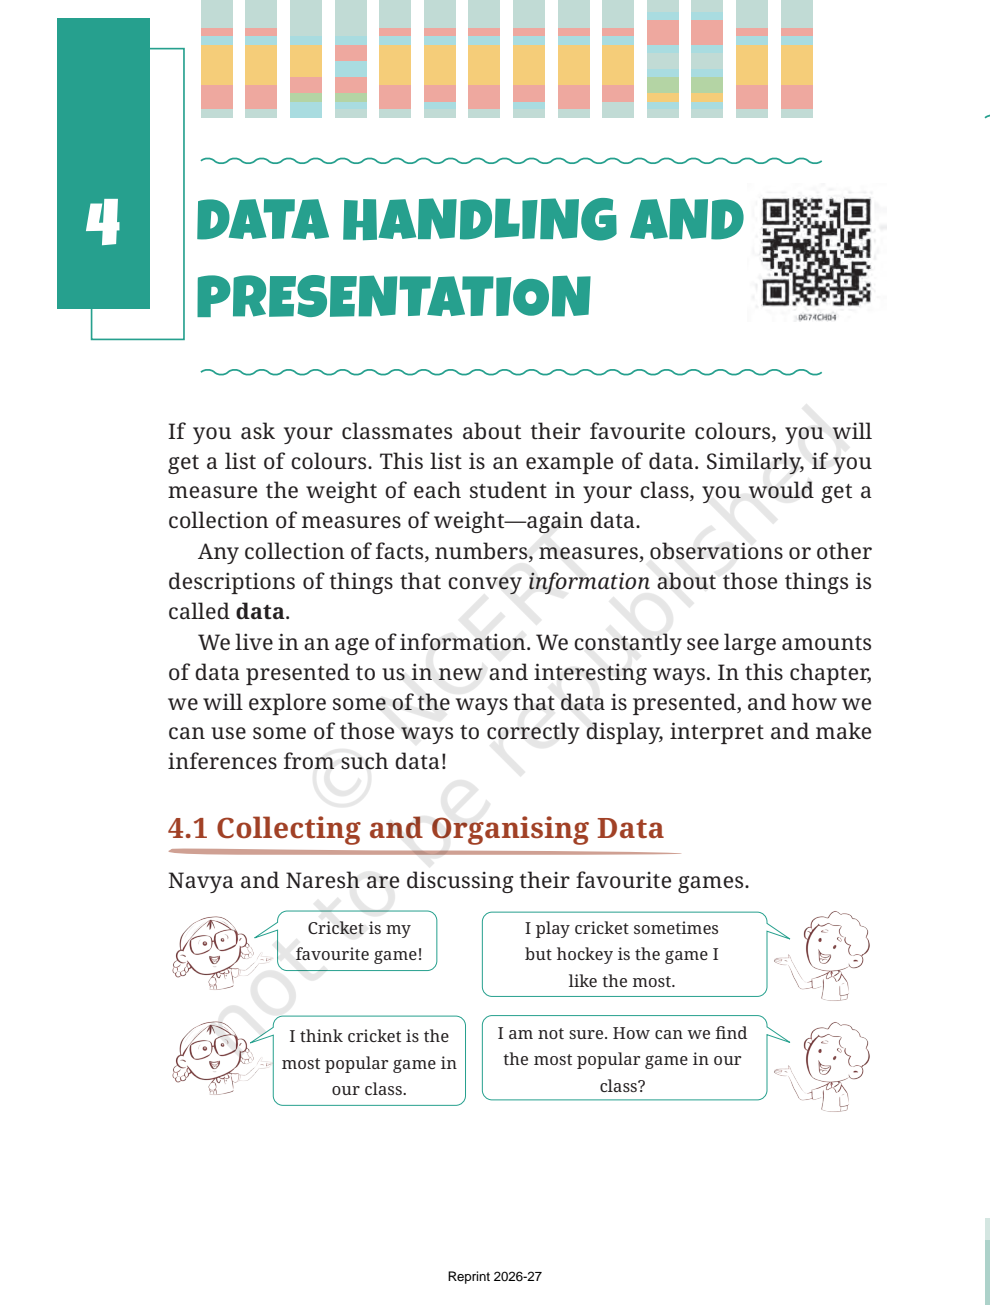 4
DATA HANDLING AND
PRESENTATION
0674CH04
If you ask your classmates about their favourite colours, you will
get a list of colours. This list is an example of data. Similarly, if you
measure the weight of each student in your class, you would get a
collection of measures of weight—again data.
Any collection of facts, numbers, measures, observations or other
descriptions of things that convey information about those things is
called data.
We live in an age of information. We constantly see large amounts
of data presented to us in new and interesting ways. In this chapter,
we will explore some of the ways that data is presented, and how we
can use some of those ways to correctly display, interpret and make
inferences from such data!
4.1 Collecting and Organising Data
Navya and Naresh are discussing their favourite games.
Cricket is my
favourite game!
I play cricket sometimes
but hockey is the game I
like the most.
I think cricket is the
most popular game in
our class.
I am not sure. How can we find
the most popular game in our
class?
© NCERT
not to be republished
Reprint 2026-27